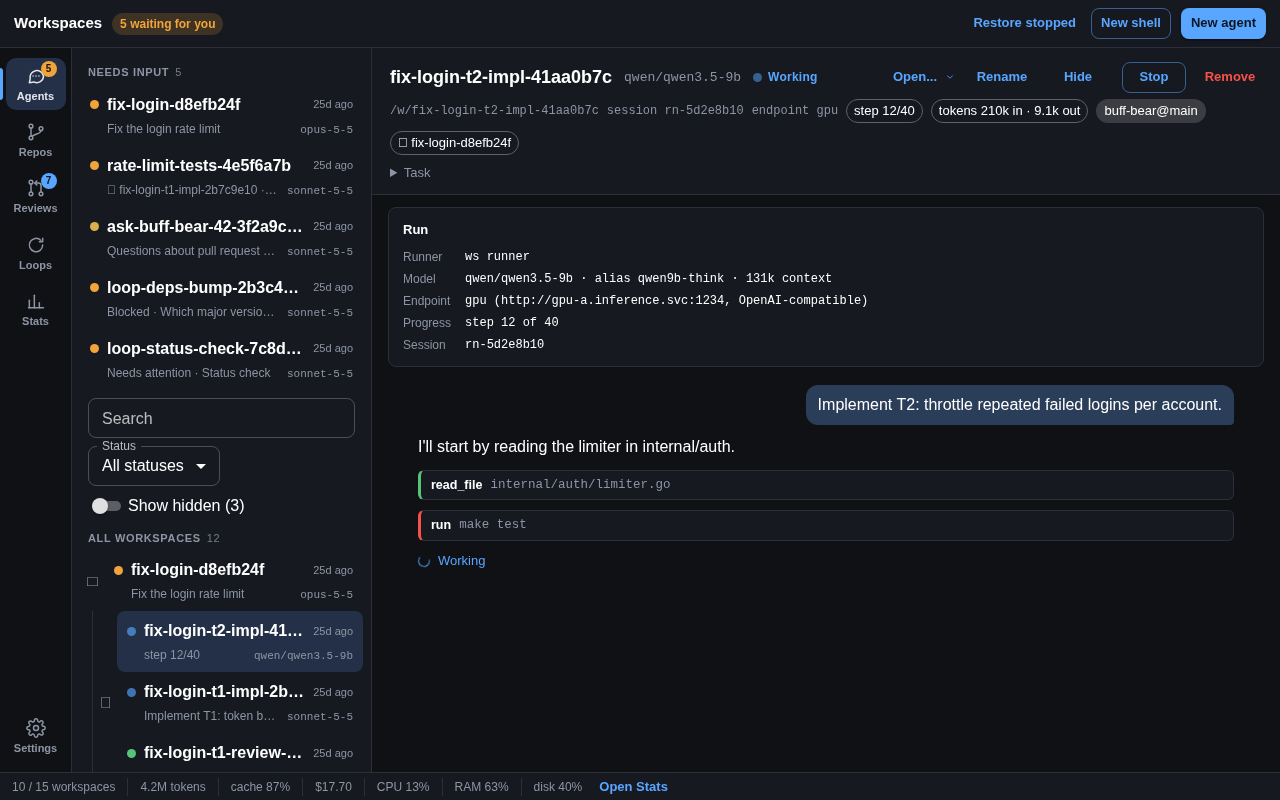 Workspaces
5 waiting for you
Restore stopped
New shell
New agent
5
Agents
Repos
7
Reviews
Loops
Stats
Settings
NEEDS INPUT 5
fix-login-d8efb24f 25d ago
Fix the login rate limit opus-5-5
rate-limit-tests-4e5f6a7b 25d ago
fix-login-t1-impl-2b7c9e10 ·… sonnet-5-5
ask-buff-bear-42-3f2a9c… 25d ago
Questions about pull request … sonnet-5-5
loop-deps-bump-2b3c4… 25d ago
Blocked · Which major versio… sonnet-5-5
loop-status-check-7c8d… 25d ago
Needs attention · Status check sonnet-5-5
Search
Status
All statuses
Show hidden (3)
ALL WORKSPACES 12
fix-login-d8efb24f 25d ago
Fix the login rate limit opus-5-5
fix-login-t2-impl-41… 25d ago
step 12/40 qwen/qwen3.5-9b
fix-login-t1-impl-2b… 25d ago
Implement T1: token b… sonnet-5-5
fix-login-t1-review-… 25d ago
fix-login-t2-impl-41aa0b7c qwen/qwen3.5-9b Working
Open... Rename Hide Stop Remove
/w/fix-login-t2-impl-41aa0b7c session rn-5d2e8b10 endpoint gpu step 12/40 tokens 210k in · 9.1k out buff-bear@main
fix-login-d8efb24f
Task
Run
Runner ws runner
Model qwen/qwen3.5-9b · alias qwen9b-think · 131k context
Endpoint gpu (http://gpu-a.inference.svc:1234, OpenAI-compatible)
Progress step 12 of 40
Session rn-5d2e8b10
Implement T2: throttle repeated failed logins per account.
I'll start by reading the limiter in internal/auth.
read_file internal/auth/limiter.go
run make test
Working
10 / 15 workspaces 4.2M tokens cache 87% $17.70 CPU 13% RAM 63% disk 40% Open Stats